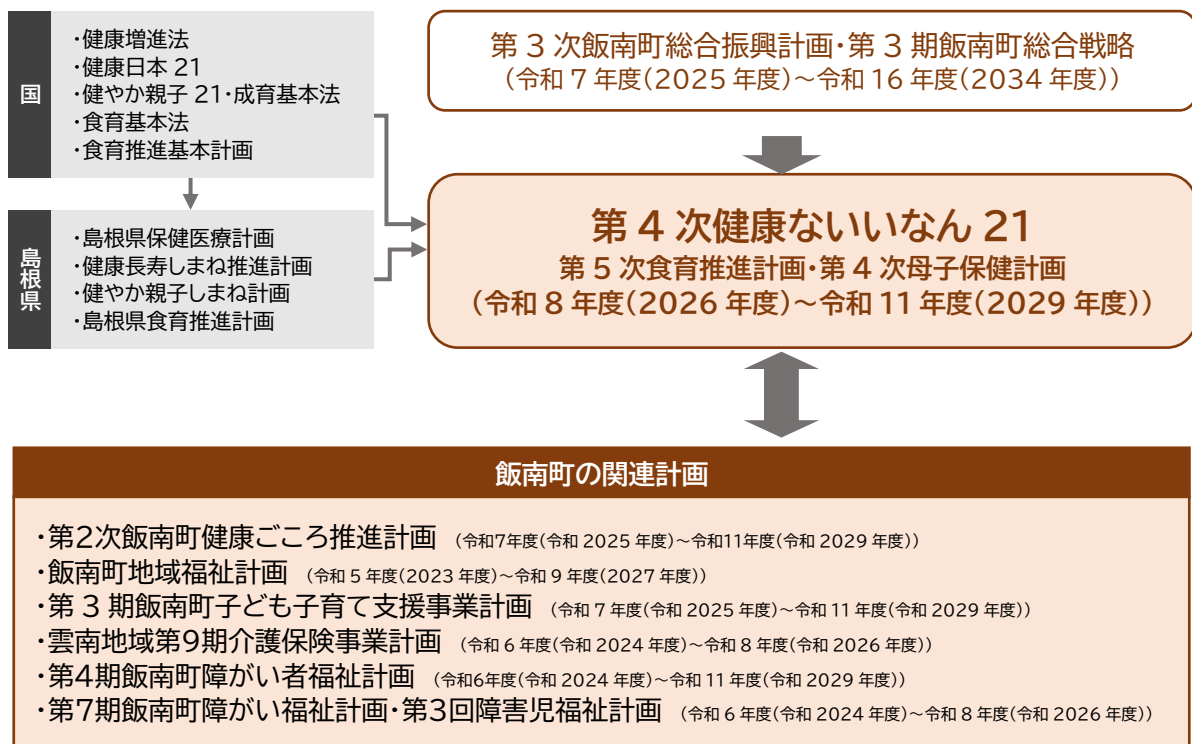 国
・健康増進法
・健康日本 21
・健やか親子 21・成育基本法
・食育基本法
・食育推進基本計画
島根県
・島根県保健医療計画
・健康長寿しまね推進計画
・健やか親子しまね計画
・島根県食育推進計画
第 3 次飯南町総合振興計画・第 3 期飯南町総合戦略
(令和 7 年度(2025 年度)～令和 16 年度(2034 年度))
第 4 次健康ないいなん 21
第 5 次食育推進計画・第 4 次母子保健計画
(令和 8 年度(2026 年度)～令和 11 年度(2029 年度))
飯南町の関連計画
・第2次飯南町健康ごころ推進計画 (令和7年度(令和 2025 年度)～令和11年度(令和 2029 年度))
・飯南町地域福祉計画 (令和 5 年度(2023 年度)～令和 9 年度(2027 年度))
・第 3 期飯南町子ども子育て支援事業計画 (令和 7 年度(令和 2025 年度)～令和 11 年度(令和 2029 年度))
・雲南地域第9期介護保険事業計画 (令和 6 年度(令和 2024 年度)～令和 8 年度(令和 2026 年度))
・第4期飯南町障がい者福祉計画 (令和6年度(令和 2024 年度)～令和 11 年度(令和 2029 年度))
・第7期飯南町障がい福祉計画・第3回障害児福祉計画 (令和 6 年度(令和 2024 年度)～令和 8 年度(令和 2026 年度))